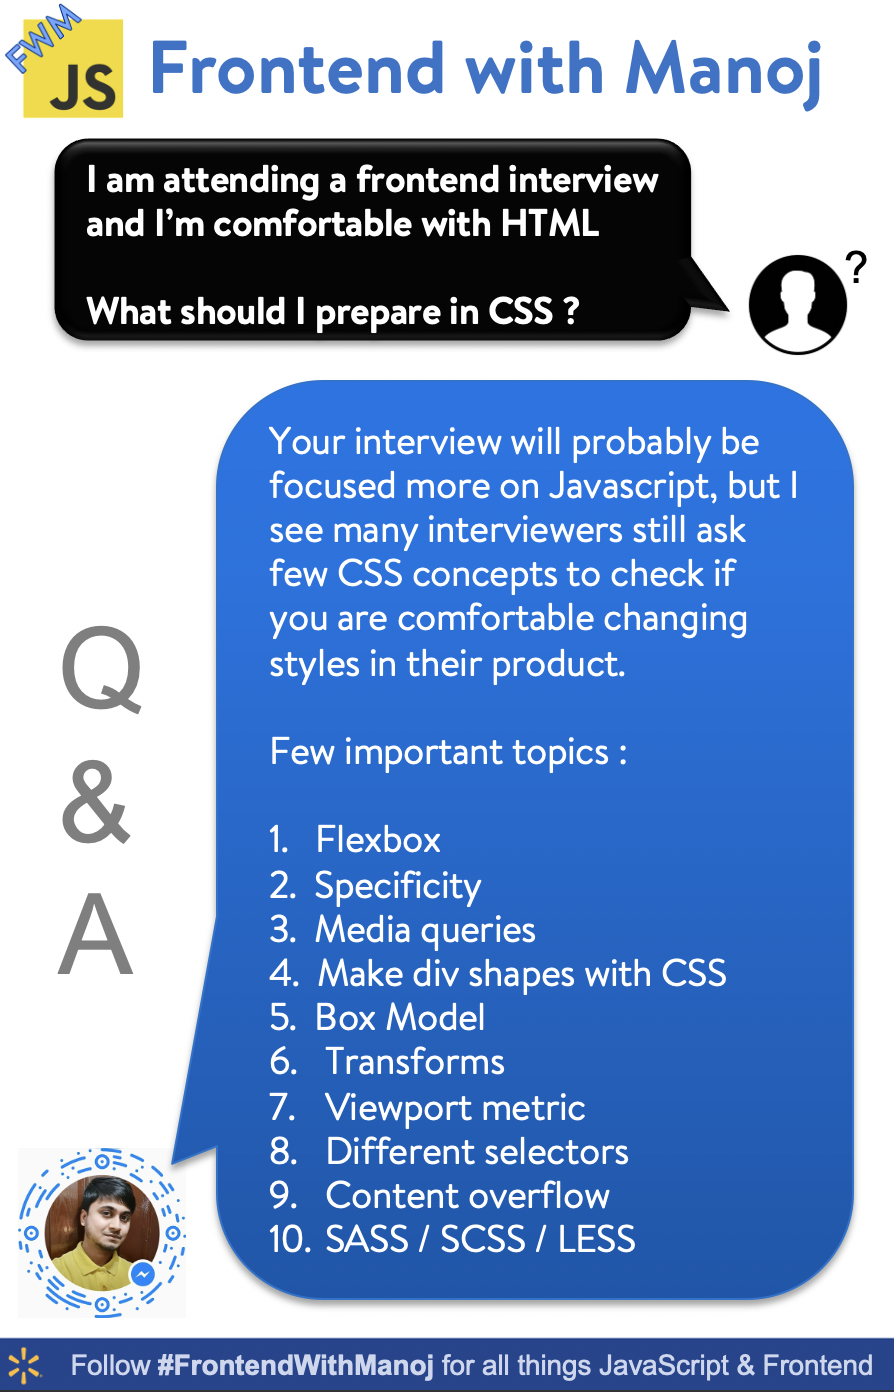 FWM
JS
Frontend with Manoj
I am attending a frontend interview
and I'm comfortable with HTML
What should I prepare in CSS ?
?
Your interview will probably be
focused more on Javascript, but I
see many interviewers still ask
few CSS concepts to check if
you are comfortable changing
styles in their product.
Few important topics :
1. Flexbox
2. Specificity
3. Media queries
4. Make div shapes with CSS
5. Box Model
6. Transforms
7. Viewport metric
8. Different selectors
9. Content overflow
10. SASS / SCSS / LESS
Q
&
A
Follow #FrontendWithManoj for all things JavaScript & Frontend